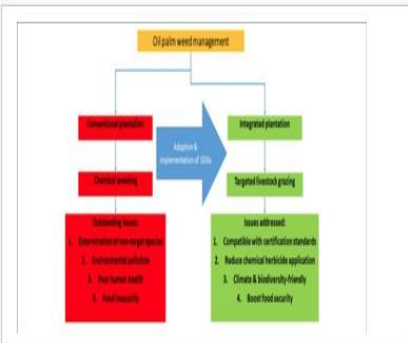 Oil palm weed management
Conventional plantation
Integrated plantation
Adoption &
implementation of SDGs
Chemical weeding
Targeted livestock grazing
Outstanding issues:
1. Extermination of non-target species
2. Environmental pollution
3. Poor human health
4. Food insecurity
Issues addressed:
1. Compatible with certification standards
2. Reduce chemical herbicide application
3. Climate & biodiversity-friendly
4. Boost food security